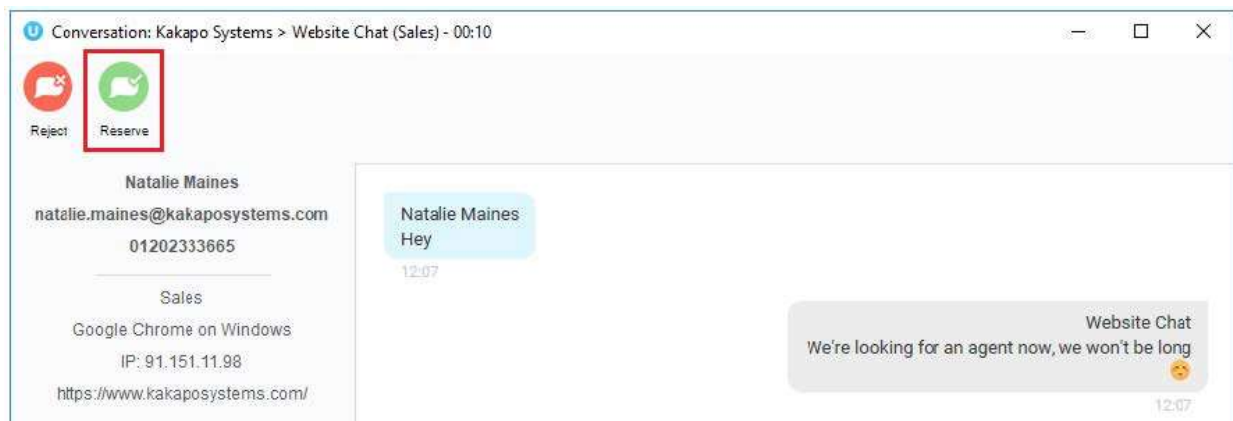 Conversation: Kakapo Systems > Website Chat (Sales) - 00:10
Reject
Reserve
Natalie Maines
natalie.maines@kakaposystems.com
01202333665
Sales
Google Chrome on Windows
IP: 91.151.11.98
https://www.kakaposystems.com/
Natalie Maines
Hey
12:07
Website Chat
We're looking for an agent now, we won't be long
12:07